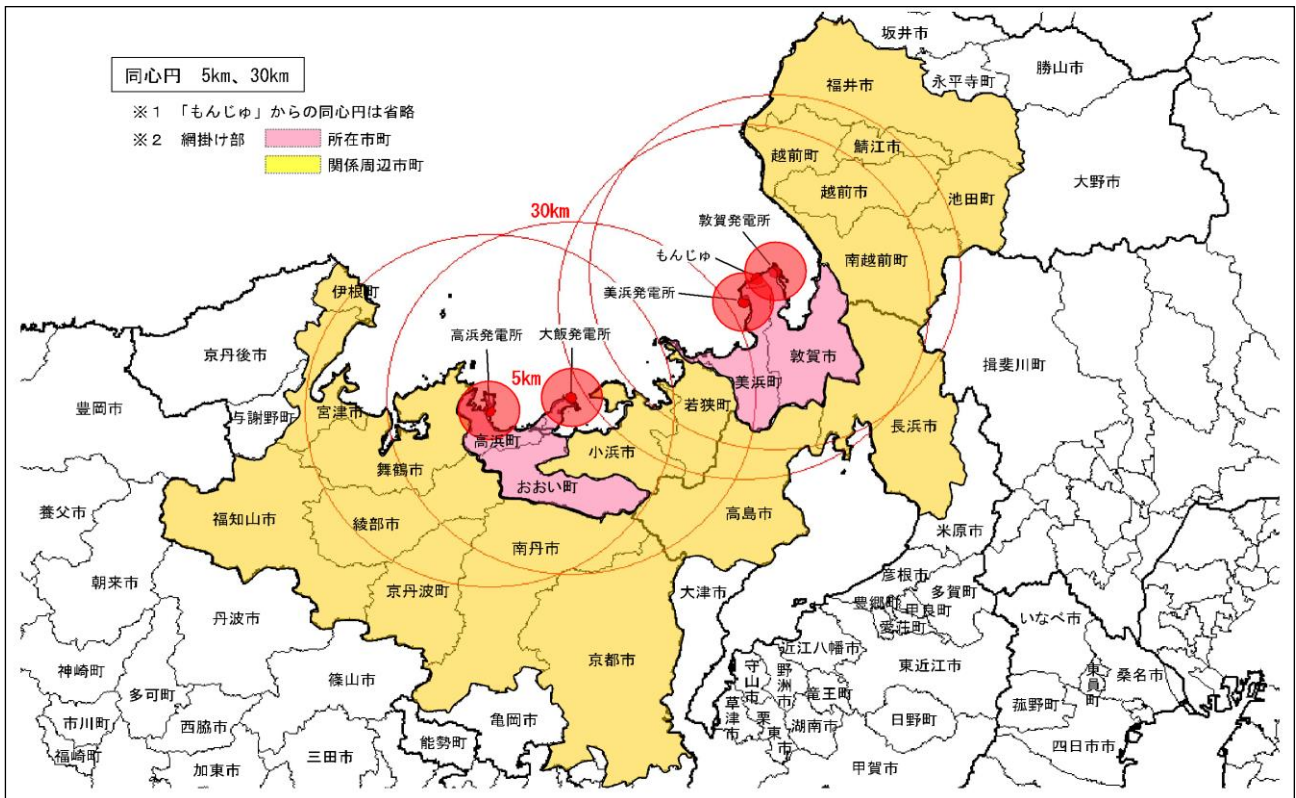 同心円 5km、30km
※1 「もんじゅ」からの同心円は省略
※2 網掛け部 所在市町
関係周辺市町
坂井市
永平寺町
勝山市
福井市
越前町
鯖江市
越前市
池田町
大野市
南越前町
30km
敦賀発電所
もんじゅ
美浜発電所
伊根町
京丹後市
高浜発電所
大飯発電所
5km
敦賀市
美浜町
揖斐川町
豊岡市
与謝野町
宮津市
若狭町
長浜市
高浜町
小浜市
舞鶴市
おおい町
養父市
福知山市
綾部市
高島市
南丹市
米原市
朝来市
京丹波町
丹波市
大津市
彦根市
多賀町
豊郷町
甲良町
愛荘町
いなべ市
神崎町
多可町
篠山市
京都市
近江八幡市
東近江市
守山市
野洲市
竜王町
東員町
桑名市
市川町
西脇市
亀岡市
草津市
栗東市
湖南市
日野町
菰野町
福崎町
加東市
三田市
能勢町
甲賀市
四日市市